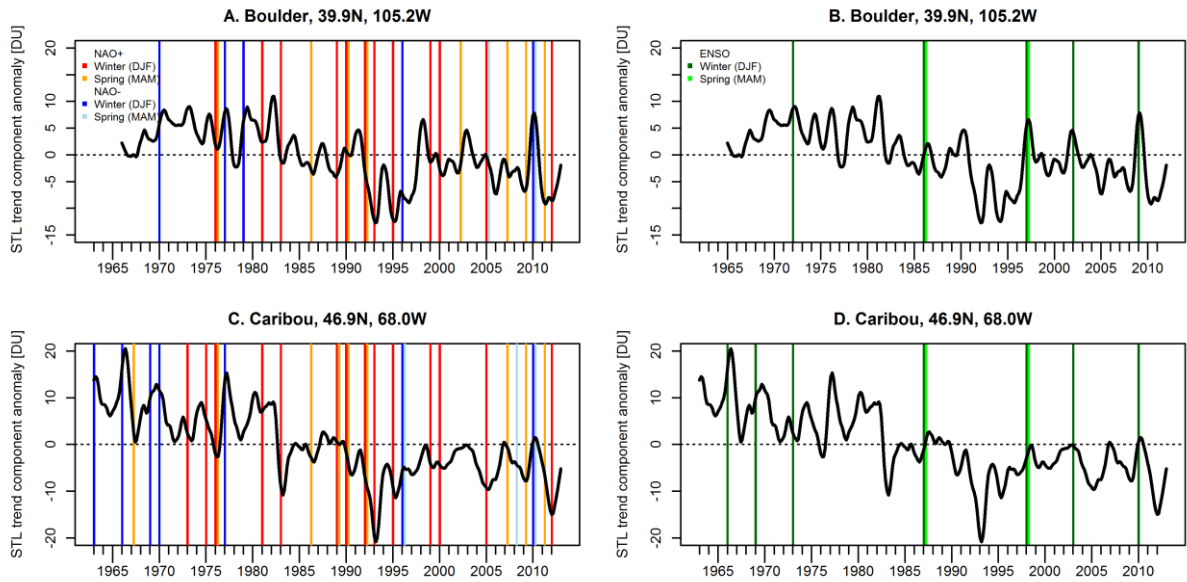 A. Boulder, 39.9N, 105.2W
STL trend component anomaly [DU]
20
10
5
0
-5
-15
NAO+
Winter (DJF)
Spring (MAM)
NAO-
Winter (DJF)
Spring (MAM)
1965 1970 1975 1980 1985 1990 1995 2000 2005 2010
B. Boulder, 39.9N, 105.2W
STL trend component anomaly [DU]
20
10
5
0
-5
-15
ENSO
Winter (DJF)
Spring (MAM)
1965 1970 1975 1980 1985 1990 1995 2000 2005 2010
C. Caribou, 46.9N, 68.0W
STL trend component anomaly [DU]
20
10
0
-10
-20
1965 1970 1975 1980 1985 1990 1995 2000 2005 2010
D. Caribou, 46.9N, 68.0W
STL trend component anomaly [DU]
20
10
0
-10
-20
1965 1970 1975 1980 1985 1990 1995 2000 2005 2010